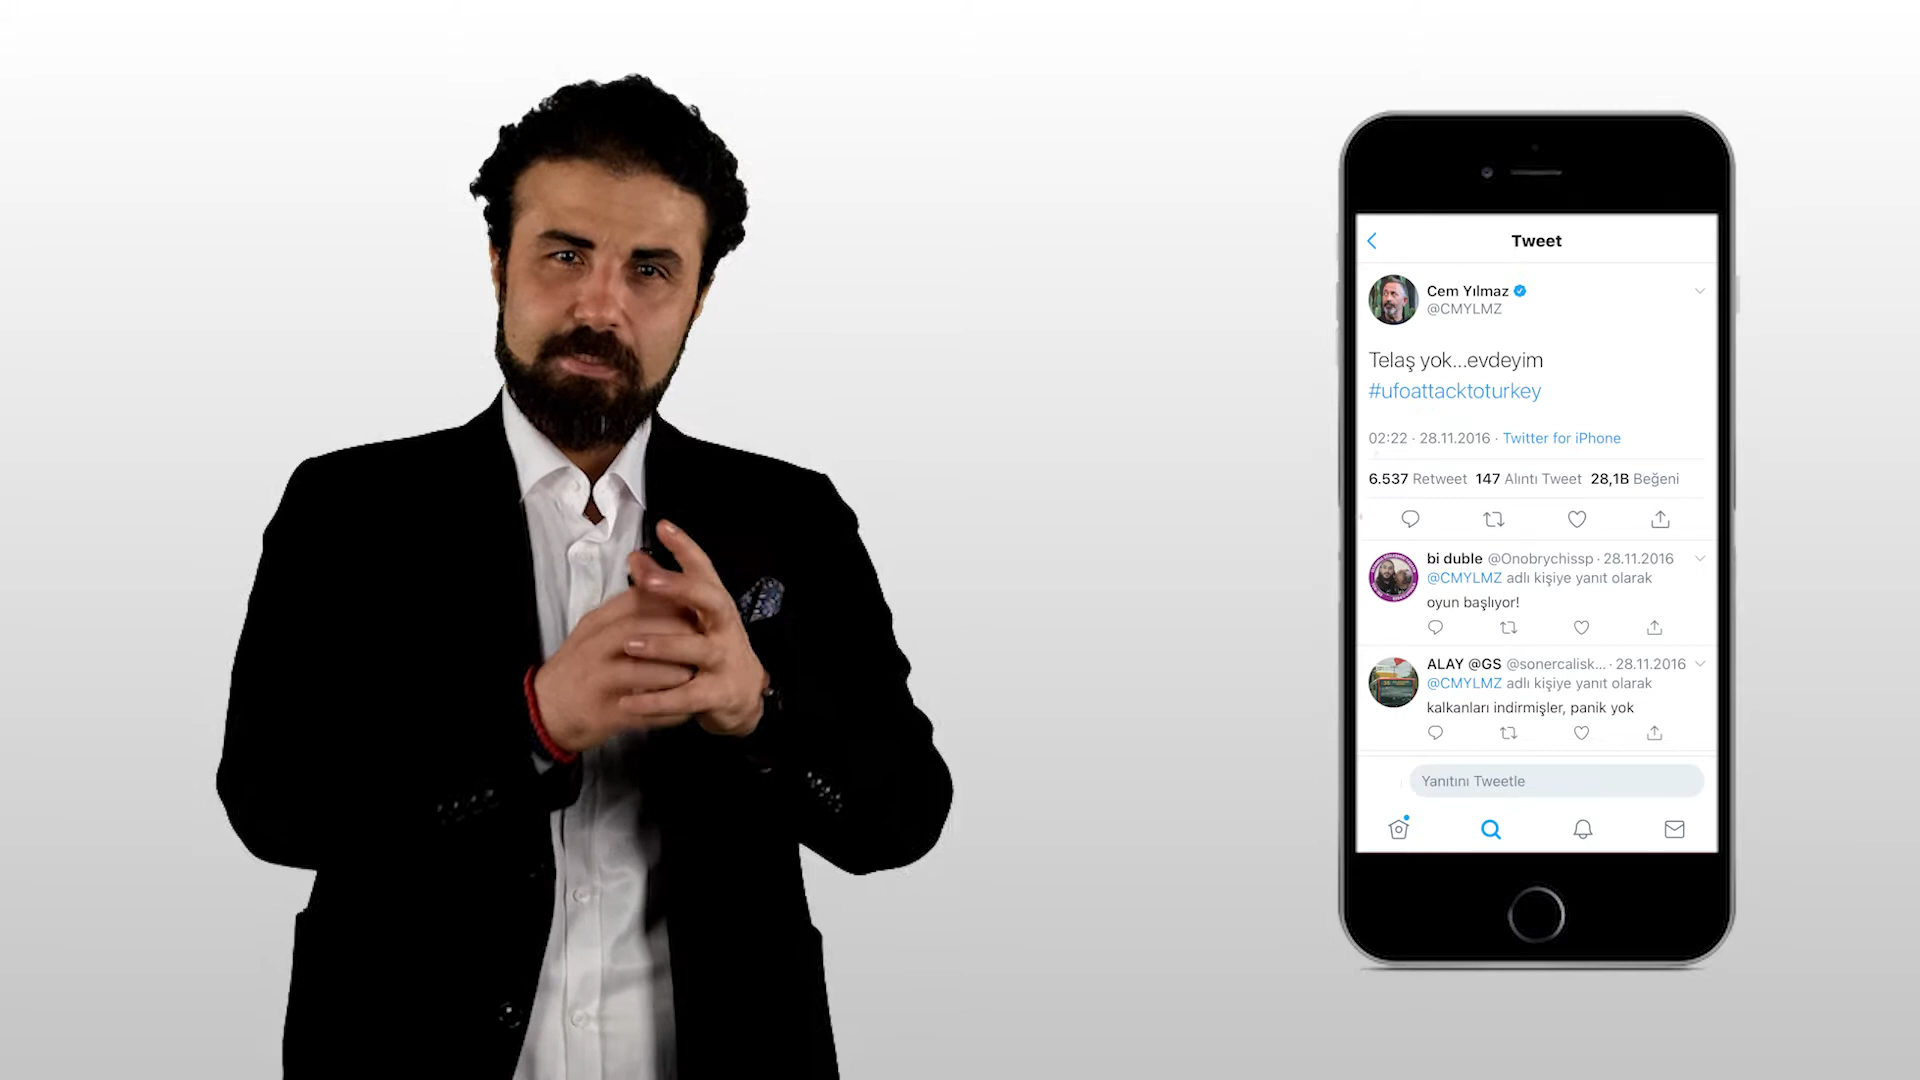 Tweet
Cem Yılmaz
@CMYLMZ
Telaş yok...evdeyim
#ufoattacktoturkey
02:22 · 28.11.2016 · Twitter for iPhone
6.537 Retweet 147 Alıntı Tweet 28,1B Beğeni
bi duble @Onobrychissp · 28.11.2016
@CMYLMZ adlı kişiye yanıt olarak
oyun başlıyor!
ALAY @GS @sonercalisk... · 28.11.2016
@CMYLMZ adlı kişiye yanıt olarak
kalkanları indirmişler, panik yok
Yanıtını Tweetle